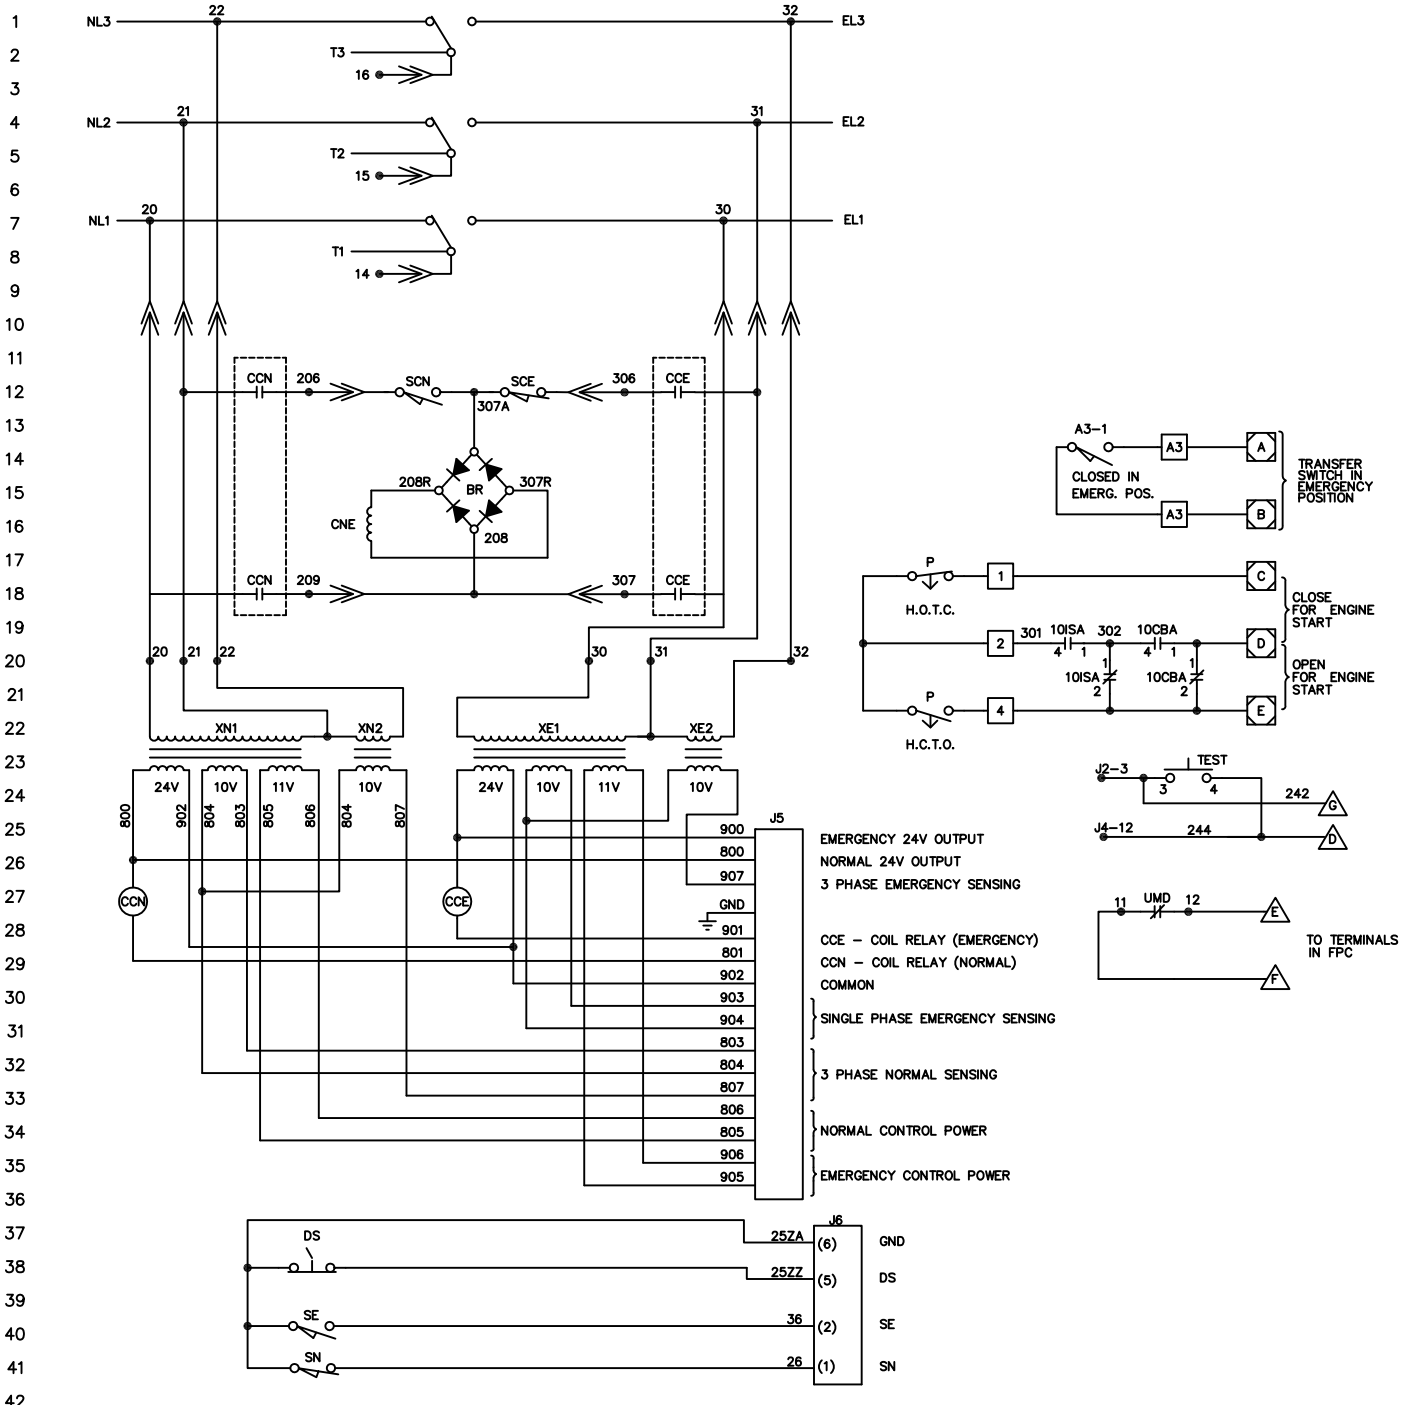 1 NL3 22 32 EL3
2 T3
16
3
4 NL2 21 31 EL2
5 T2
15
6
7 NL1 20 30 EL1
8 T1
14
9
10
11
12 CCN 206 SCN SCE 306 CCE
307A
13 A3-1
14 A3 A
CLOSED IN
EMERG. POS.
TRANSFER
SWITCH IN
EMERGENCY
POSITION
15 208R BR 307R
16 CNE A3 B
208
17 P
18 CCN 209 307 CCE 1 C
H.O.T.C.
CLOSE
FOR ENGINE
START
19 301 10ISA 302 10CBA
2 4 1 4 1 D
20 20 21 22 30 31 32
1 1
10ISA 10CBA
2 2
OPEN
FOR ENGINE
START
21 P
4 E
22 XN1 XN2 XE1 XE2
H.C.T.O.
23 J2-3 TEST
24V 10V 11V 10V 24V 10V 11V 10V
3 4
24 242 G
800 902 804 803 805 806 804 807
J5
J4-12 244 D
25 900 EMERGENCY 24V OUTPUT
26 800 NORMAL 24V OUTPUT
907 3 PHASE EMERGENCY SENSING
27 CCN CCE GND
11 UMD 12 E
28 901 CCE – COIL RELAY (EMERGENCY)
TO TERMINALS
IN FPC
29 801 CCN – COIL RELAY (NORMAL)
902 COMMON
F
30 903
SINGLE PHASE EMERGENCY SENSING
31 904
803
32 804 3 PHASE NORMAL SENSING
33 807
806
34 805 NORMAL CONTROL POWER
35 906
905 EMERGENCY CONTROL POWER
36
J6
37 DS 25ZA (6) GND
38 25ZZ (5) DS
39
40 SE 36 (2) SE
41 SN 26 (1) SN
42